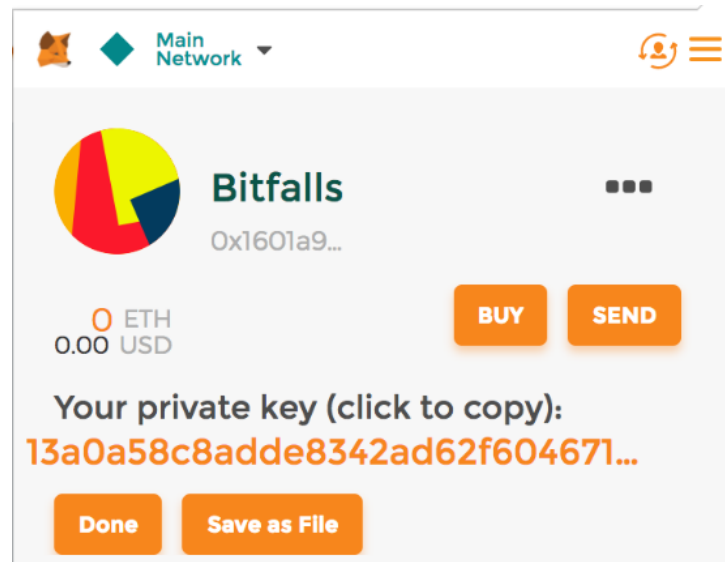 Main
Network
Bitfalls
0x1601a9...
0 ETH
0.00 USD
BUY
SEND
Your private key (click to copy):
13a0a58c8adde8342ad62f604671...
Done
Save as File